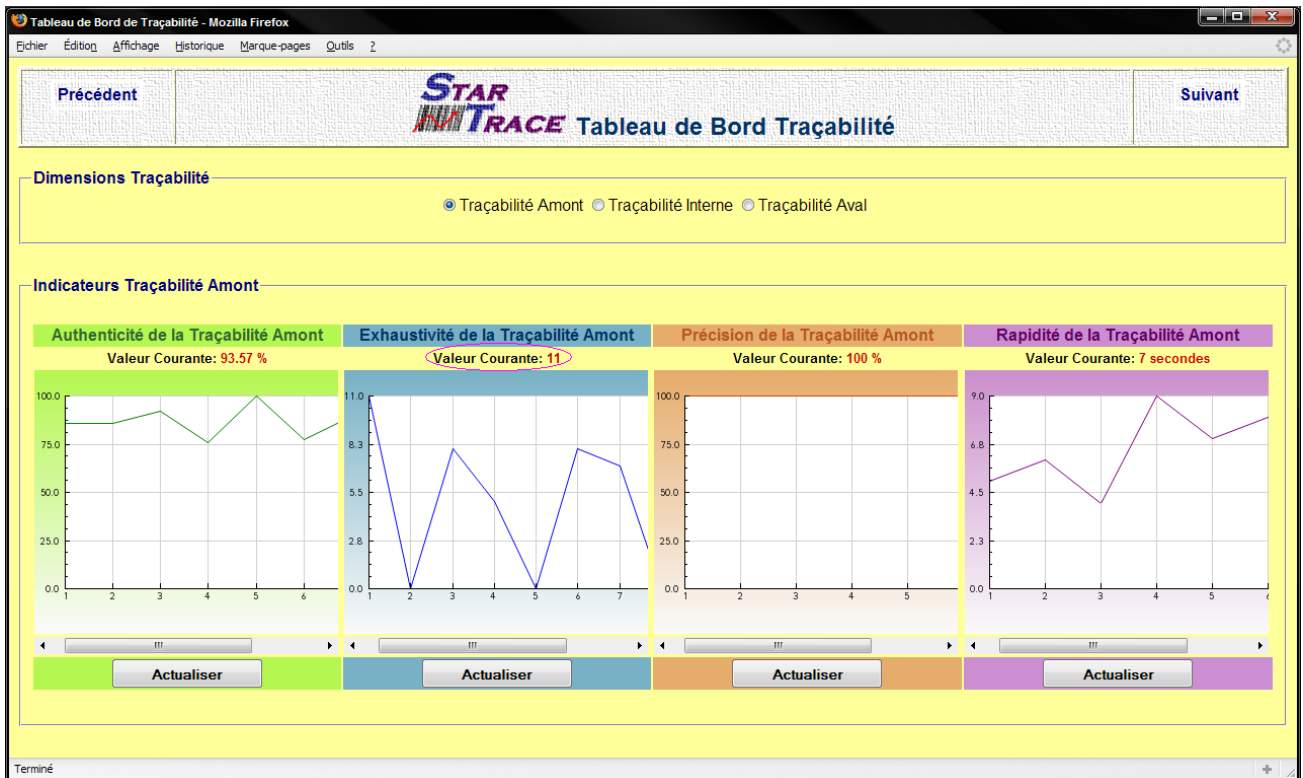 Tableau de Bord de Traçabilité - Mozilla Firefox
Fichier Édition Affichage Historique Marque-pages Outils ?
Précédent
STAR
TRACE Tableau de Bord Traçabilité
Suivant
Dimensions Traçabilité
Traçabilité Amont Traçabilité Interne Traçabilité Aval
Indicateurs Traçabilité Amont
Authenticité de la Traçabilité Amont
Valeur Courante: 93.57 %
100.0
75.0
50.0
25.0
0.0
1 2 3 4 5 6
Actualiser
Exhaustivité de la Traçabilité Amont
Valeur Courante: 11
11.0
8.3
5.5
2.8
0.0
1 2 3 4 5 6 7
Actualiser
Précision de la Traçabilité Amont
Valeur Courante: 100 %
100.0
75.0
50.0
25.0
0.0
1 2 3 4 5
Actualiser
Rapidité de la Traçabilité Amont
Valeur Courante: 7 secondes
9.0
6.8
4.5
2.3
0.0
1 2 3 4 5
Actualiser
Terminé